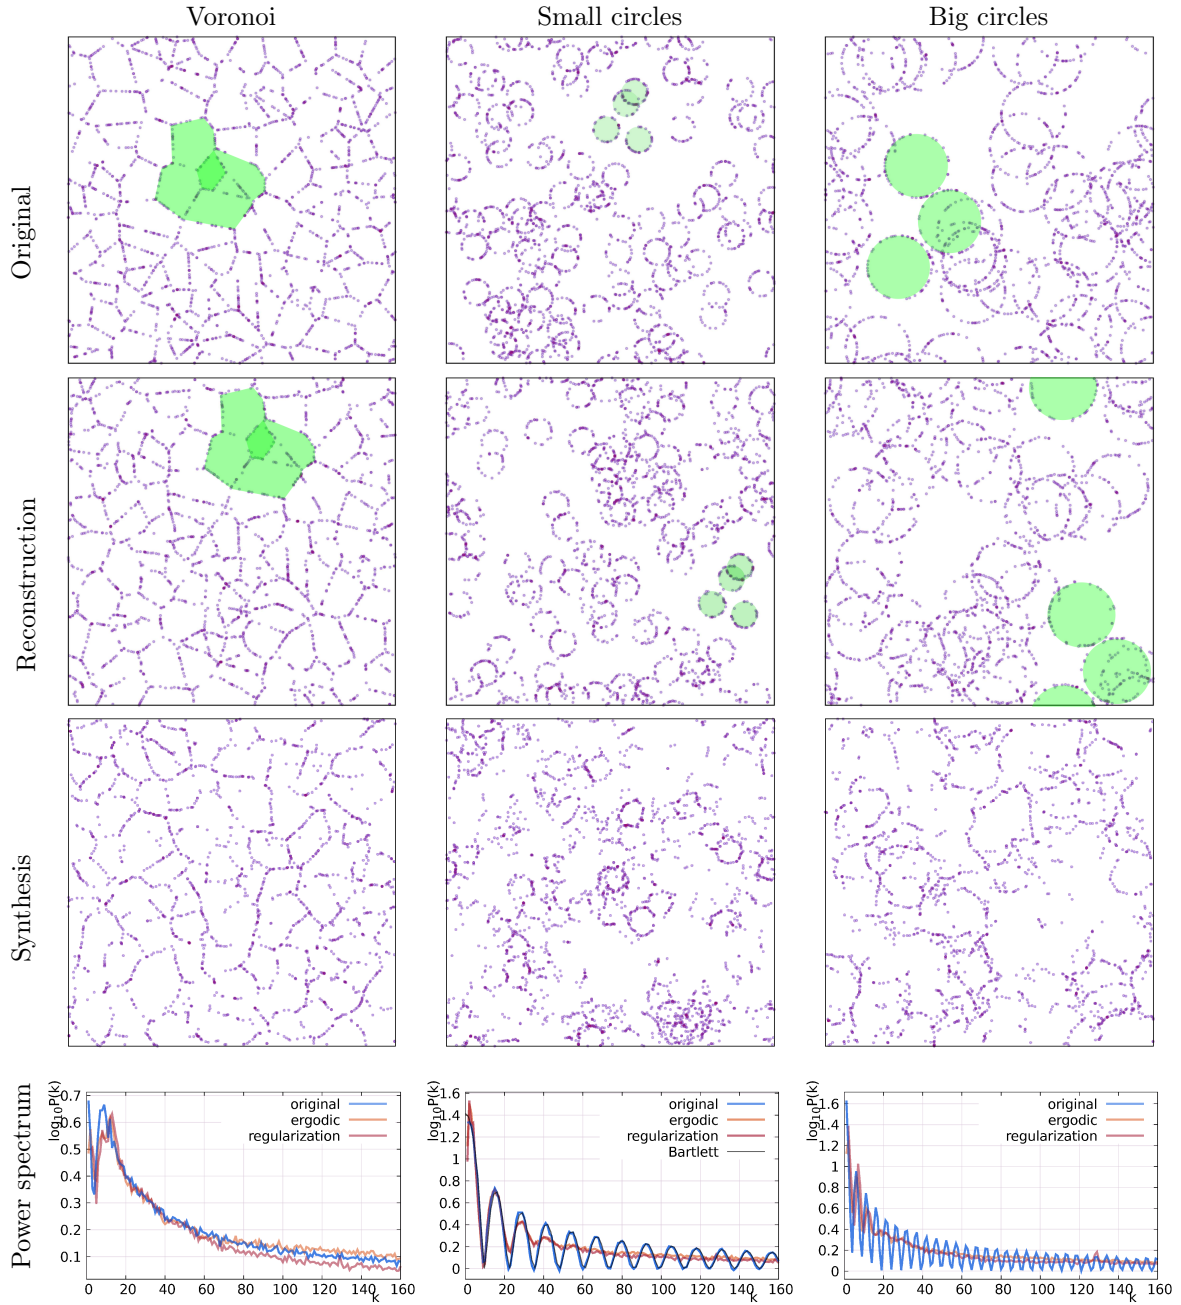 Voronoi Small circles Big circles
Original
Reconstruction
Synthesis
Power spectrum
log10P(k)
0.7
0.6
0.5
0.4
0.3
0.2
0.1
0 20 40 60 80 100 120 140 160
k
original
ergodic
regularization
log10P(k)
1.6
1.4
1.2
1
0.8
0.6
0.4
0.2
0
0 20 40 60 80 100 120 140 160
k
original
ergodic
regularization
Bartlett
log10P(k)
1.6
1.4
1.2
1
0.8
0.6
0.4
0.2
0
0 20 40 60 80 100 120 140 160
k
original
ergodic
regularization